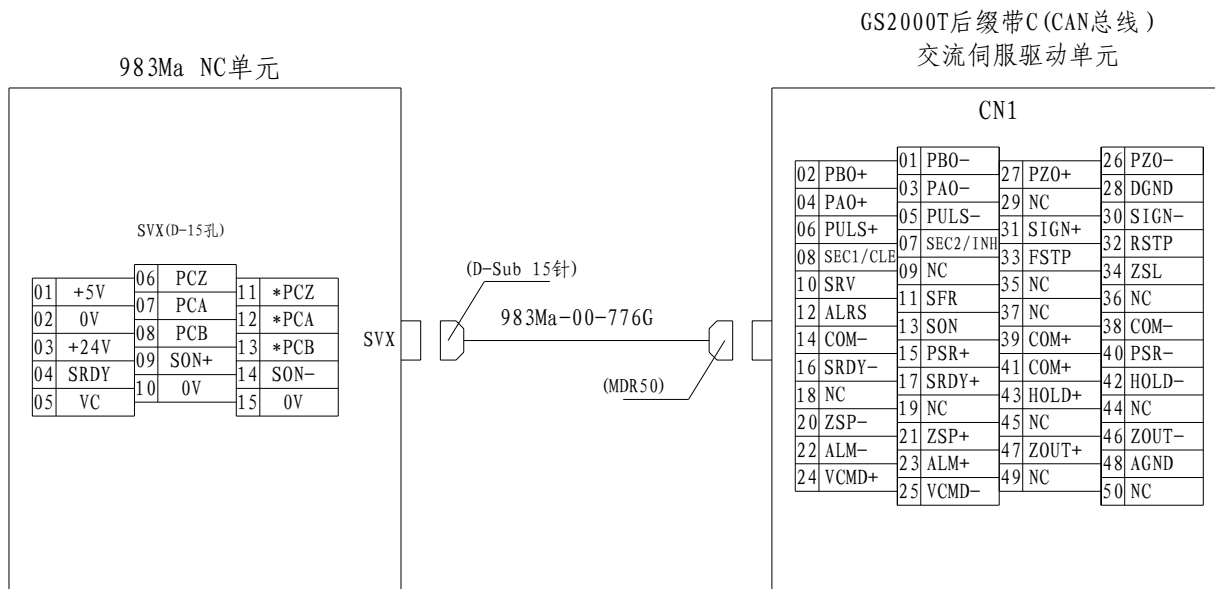 GS2000T后缀带C(CAN总线)
交流伺服驱动单元
983Ma NC单元
SVX(D-15孔)
01 +5V
02 0V
03 +24V
04 SRDY
05 VC
06 PCZ
07 PCA
08 PCB
09 SON+
10 0V
11 *PCZ
12 *PCA
13 *PCB
14 SON-
15 0V
SVX
(D-Sub 15针)
983Ma-00-776G
(MDR50)
CN1
02 PBO+
04 PAO+
06 PULS+
08 SEC1/CLE
10 SRV
12 ALRS
14 COM-
16 SRDY-
18 NC
20 ZSP-
22 ALM-
24 VCMD+
01 PBO-
03 PAO-
05 PULS-
07 SEC2/INH
09 NC
11 SFR
13 SON
15 PSR+
17 SRDY+
19 NC
21 ZSP+
23 ALM+
25 VCMD-
27 PZO+
29 NC
31 SIGN+
33 FSTP
35 NC
37 NC
39 COM+
41 COM+
43 HOLD+
45 NC
47 ZOUT+
49 NC
26 PZO-
28 DGND
30 SIGN-
32 RSTP
34 ZSL
36 NC
38 COM-
40 PSR-
42 HOLD-
44 NC
46 ZOUT-
48 AGND
50 NC